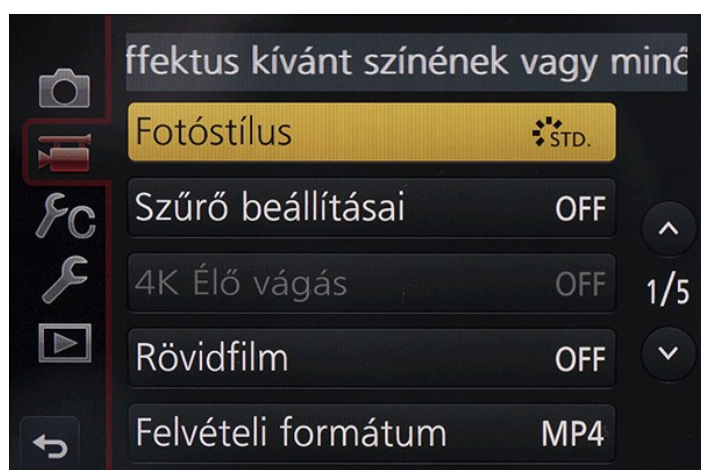 ffektus kívánt színének vagy
Fotóstílus STD.
Szűrő beállításai OFF
4K Élő vágás OFF
1/5
Rövidfilm OFF
Felvételi formátum MP4
C